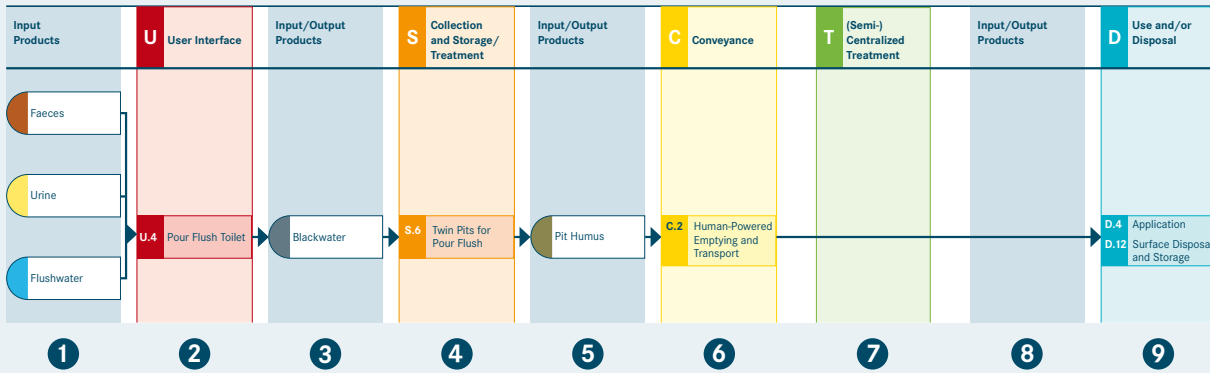 Input
Products
U User Interface
Input/Output
Products
S Collection
and Storage/
Treatment
Input/Output
Products
C Conveyance
T (Semi-)
Centralized
Treatment
Input/Output
Products
D Use and/or
Disposal
Faeces
Urine
Flushwater
U.4 Pour Flush Toilet
Blackwater
S.6 Twin Pits for
Pour Flush
Pit Humus
C.2 Human-Powered
Emptying and
Transport
D.4 Application
D.12 Surface Disposa
and Storage
1 2 3 4 5 6 7 8 9